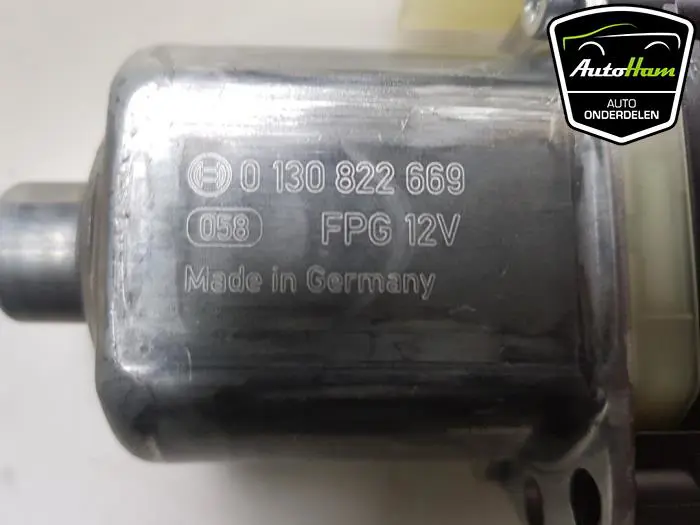 AutoHam
AUTO
ONDERDELEN
0 130 822 669
058 FPG 12V
Made in Germany